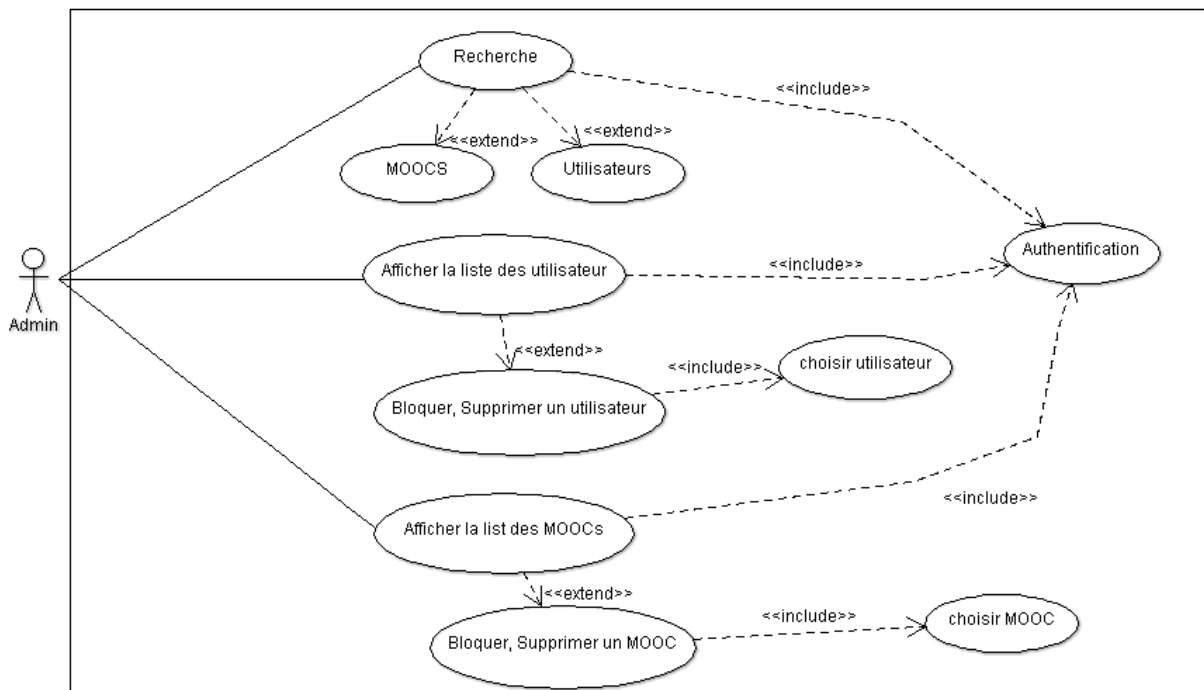 Recherche
<<include>>
<<extend>>
<<extend>>
MOOCS
Utilisateurs
Authentification
Afficher la liste des utilisateur
<<include>>
Admin
<<extend>>
<<include>>
choisir utilisateur
Bloquer, Supprimer un utilisateur
<<include>>
Afficher la list des MOOCs
<<extend>>
<<include>>
choisir MOOC
Bloquer, Supprimer un MOOC